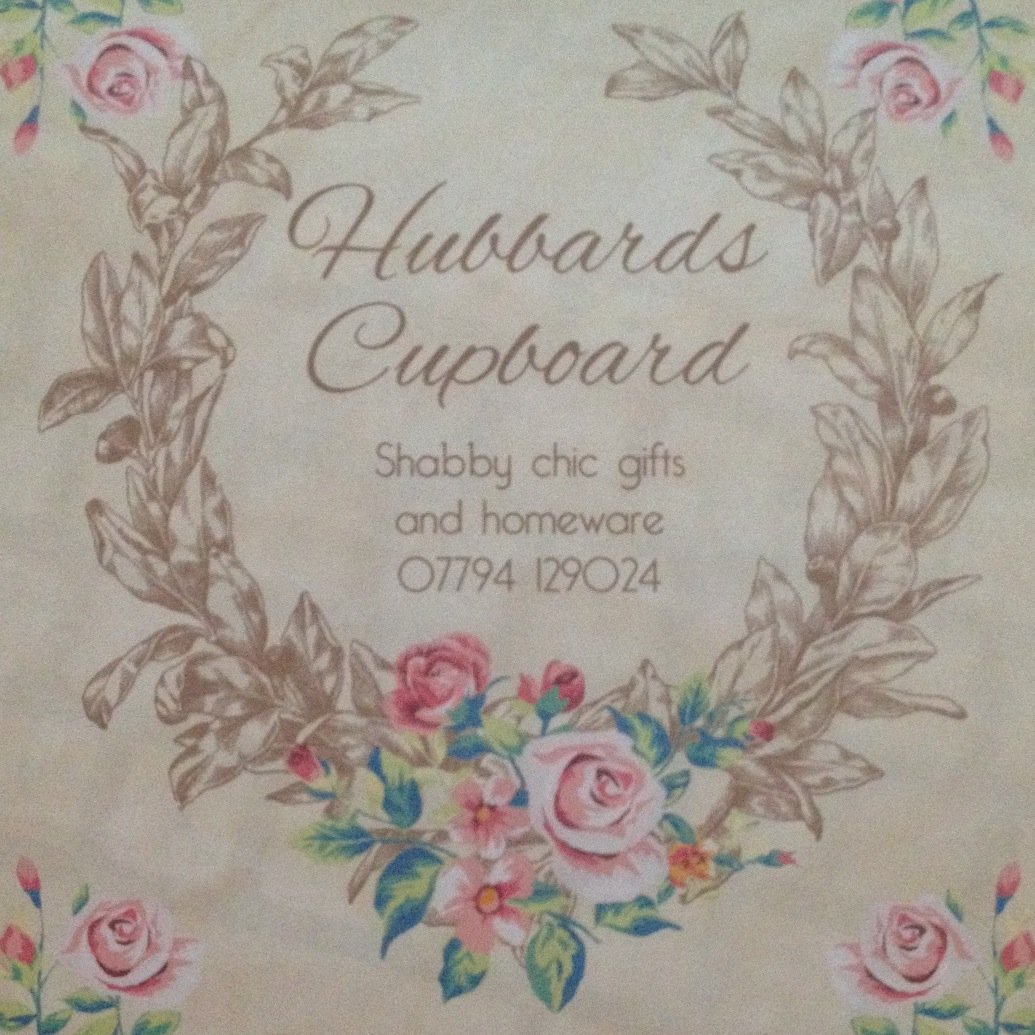 Hubbards
Cupboard
Shabby chic gifts
and homeware
07794 129024